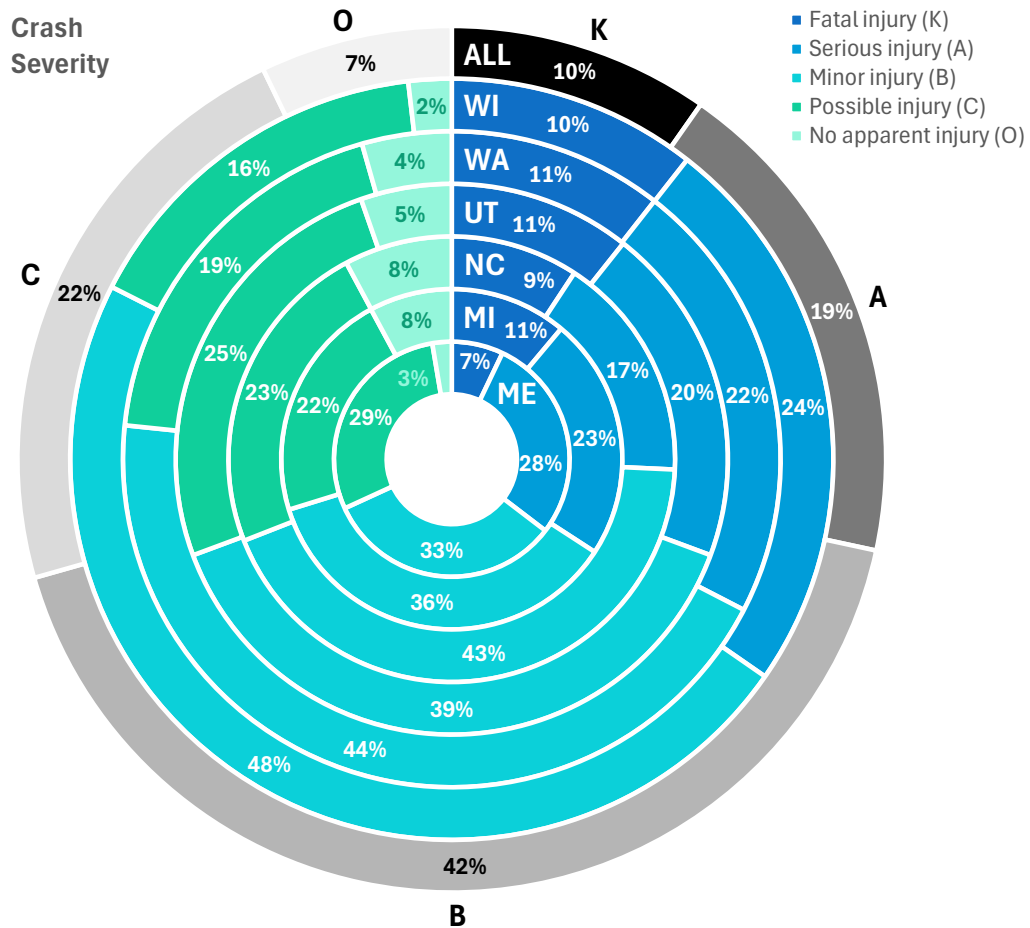 Crash
Severity
Fatal injury (K)
Serious injury (A)
Minor injury (B)
Possible injury (C)
No apparent injury (O)
O
K
A
B
C
ALL
10%
19%
42%
22%
7%
WI
10%
24%
48%
16%
2%
WA
11%
22%
44%
19%
4%
UT
11%
20%
39%
25%
5%
NC
9%
17%
43%
23%
8%
MI
11%
23%
36%
22%
8%
ME
7%
28%
33%
29%
3%